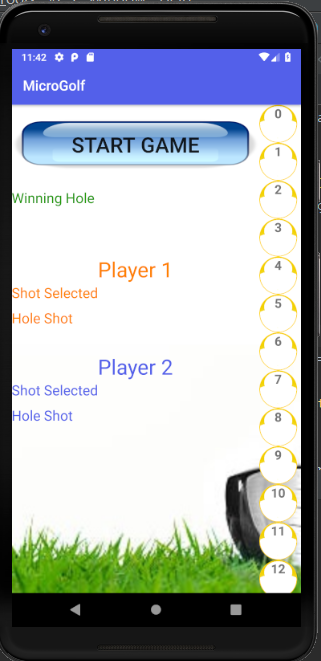 11:42
MicroGolf
START GAME
Winning Hole
Player 1
Shot Selected
Hole Shot
Player 2
Shot Selected
Hole Shot
0
1
2
3
4
5
6
7
8
9
10
11
12